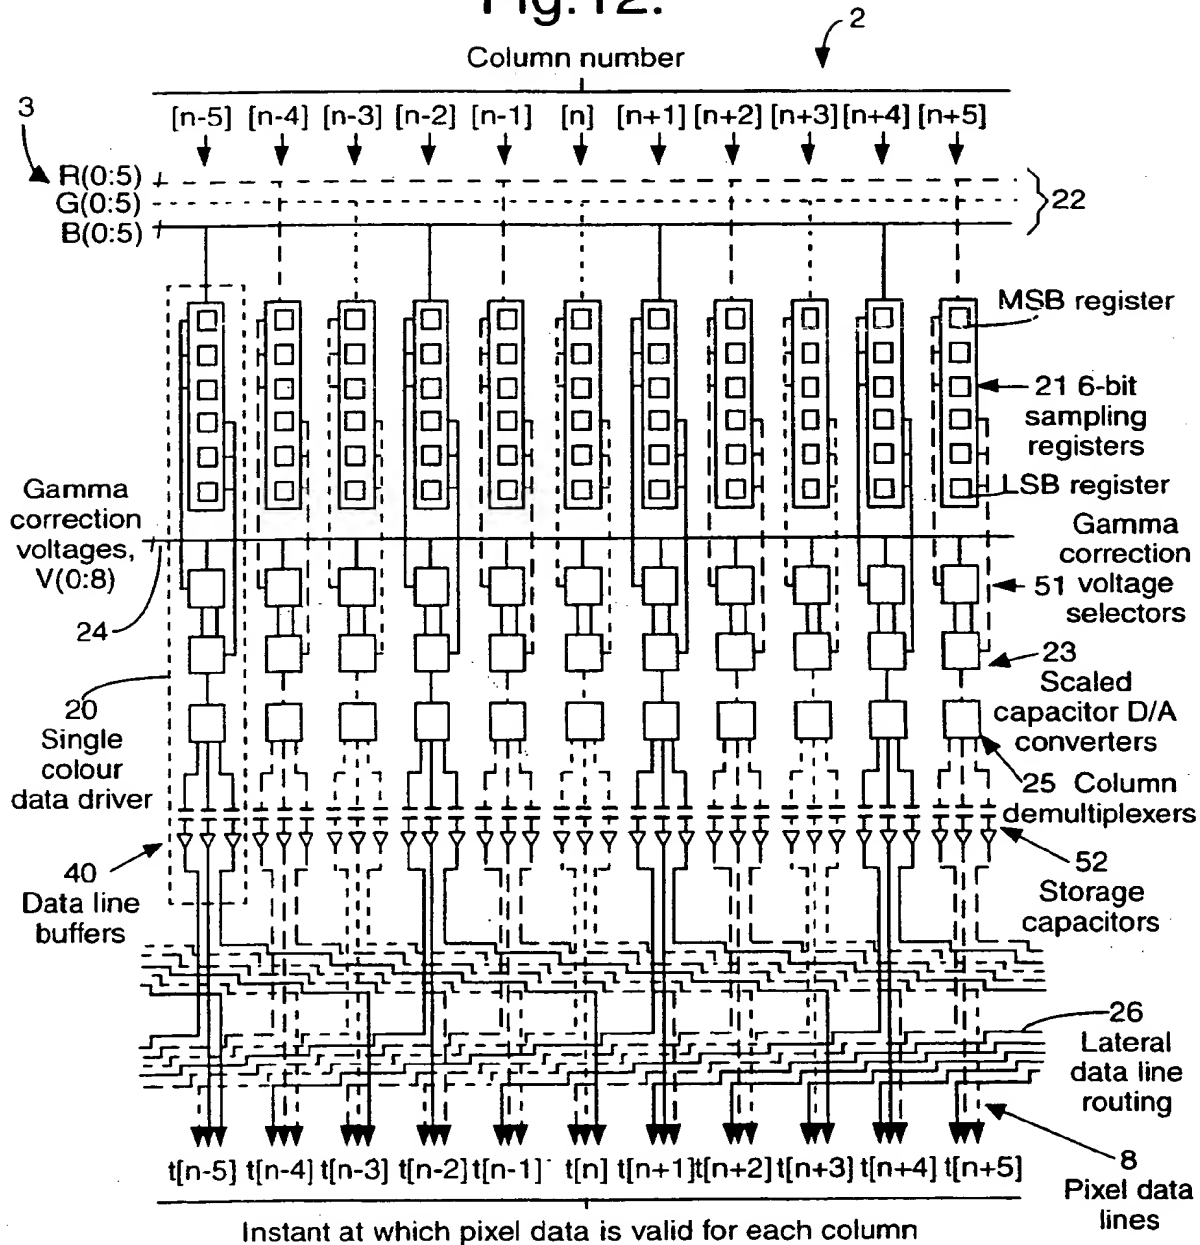 Fig.12.
2
Column number
3
[n-5] [n-4] [n-3] [n-2] [n-1] [n] [n+1] [n+2] [n+3] [n+4] [n+5]
R(0:5)
G(0:5)
B(0:5)
22
MSB register
21 6-bit
sampling
registers
LSB register
Gamma
correction
voltages,
V(0:8)
24
Gamma
correction
51 voltage
selectors
23
Scaled
capacitor D/A
converters
20
Single
colour
data driver
25 Column
demultiplexers
40
Data line
buffers
52
Storage
capacitors
26
Lateral
data line
routing
t[n-5] t[n-4] t[n-3] t[n-2] t[n-1] t[n] t[n+1] t[n+2] t[n+3] t[n+4] t[n+5]
8
Pixel data
lines
Instant at which pixel data is valid for each column